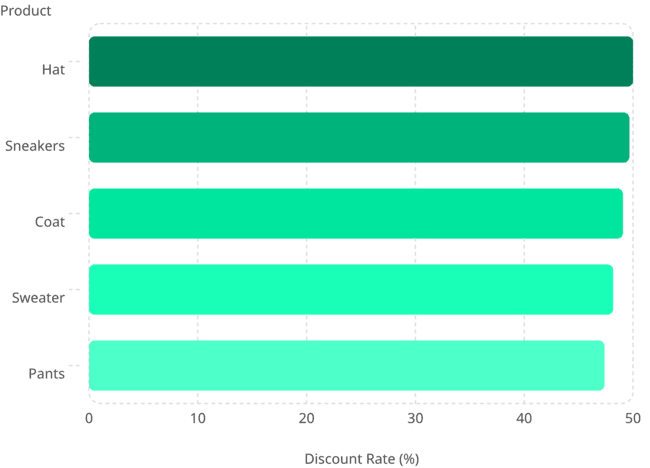 Product
Hat
Sneakers
Coat
Sweater
Pants
0 10 20 30 40 50
Discount Rate (%)